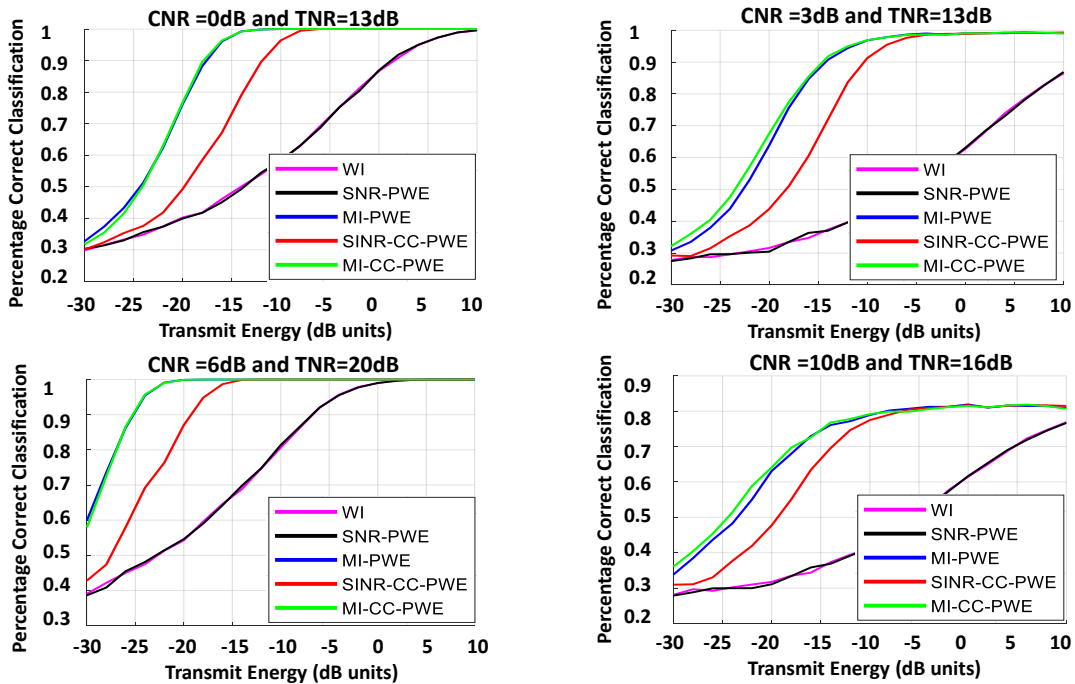 CNR =0dB and TNR=13dB
Percentage Correct Classification
1
0.9
0.8
0.7
0.6
0.5
0.4
0.3
0.2
WI
SNR-PWE
MI-PWE
SINR-CC-PWE
MI-CC-PWE
-30 -25 -20 -15 -10 -5 0 5 10
Transmit Energy (dB units)
CNR =3dB and TNR=13dB
Percentage Correct Classification
1
0.9
0.8
0.7
0.6
0.5
0.4
0.3
0.2
WI
SNR-PWE
MI-PWE
SINR-CC-PWE
MI-CC-PWE
-30 -25 -20 -15 -10 -5 0 5 10
Transmit Energy (dB units)
CNR =6dB and TNR=20dB
Percentage Correct Classification
1
0.9
0.8
0.7
0.6
0.5
0.4
0.3
WI
SNR-PWE
MI-PWE
SINR-CC-PWE
MI-CC-PWE
-30 -25 -20 -15 -10 -5 0 5 10
Transmit Energy (dB units)
CNR =10dB and TNR=16dB
Percentage Correct Classification
0.9
0.8
0.7
0.6
0.5
0.4
0.3
0.2
WI
SNR-PWE
MI-PWE
SINR-CC-PWE
MI-CC-PWE
-30 -25 -20 -15 -10 -5 0 5 10
Transmit Energy (dB units)